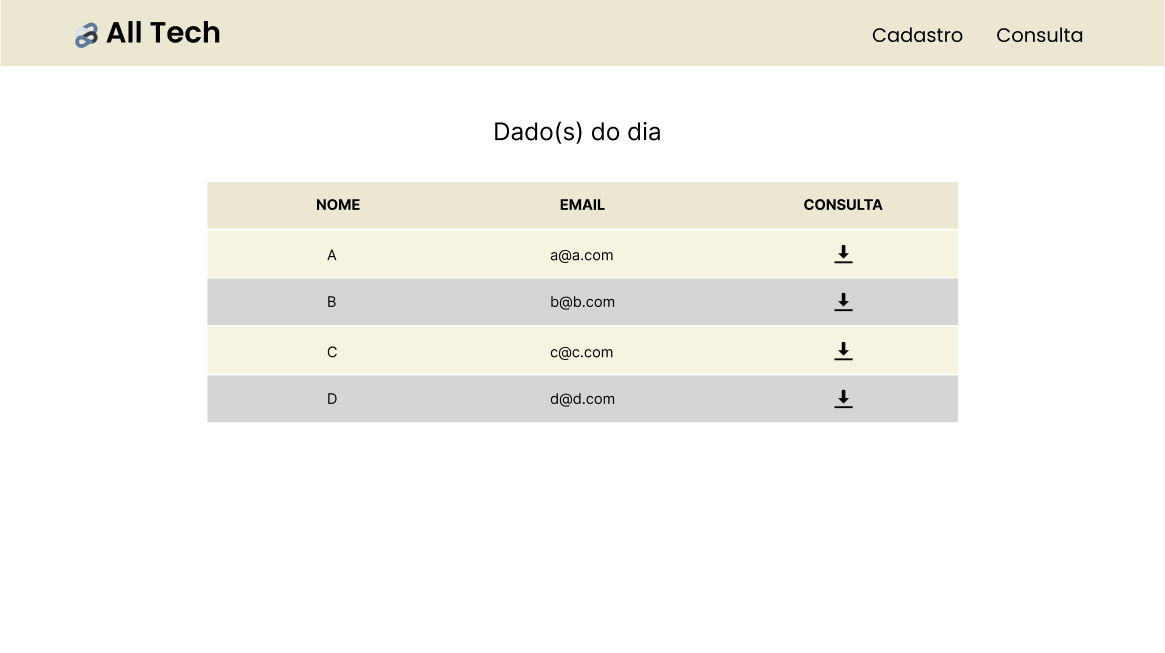 All Tech
Cadastro Consulta
Dado(s) do dia
NOME EMAIL CONSULTA
A a@a.com
B b@b.com
C c@c.com
D d@d.com